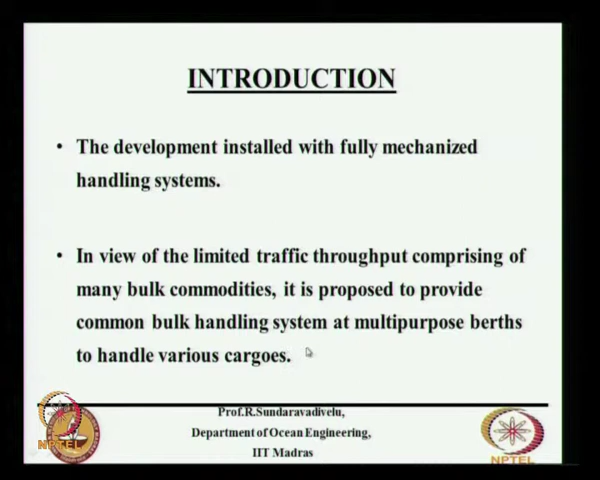 INTRODUCTION
• The development installed with fully mechanized
handling systems.
• In view of the limited traffic throughput comprising of
many bulk commodities, it is proposed to provide
common bulk handling system at multipurpose berths
to handle various cargoes.
Prof.R.Sundaravadivelu,
Department of Ocean Engineering,
IIT Madras
NPTEL
NPTEL